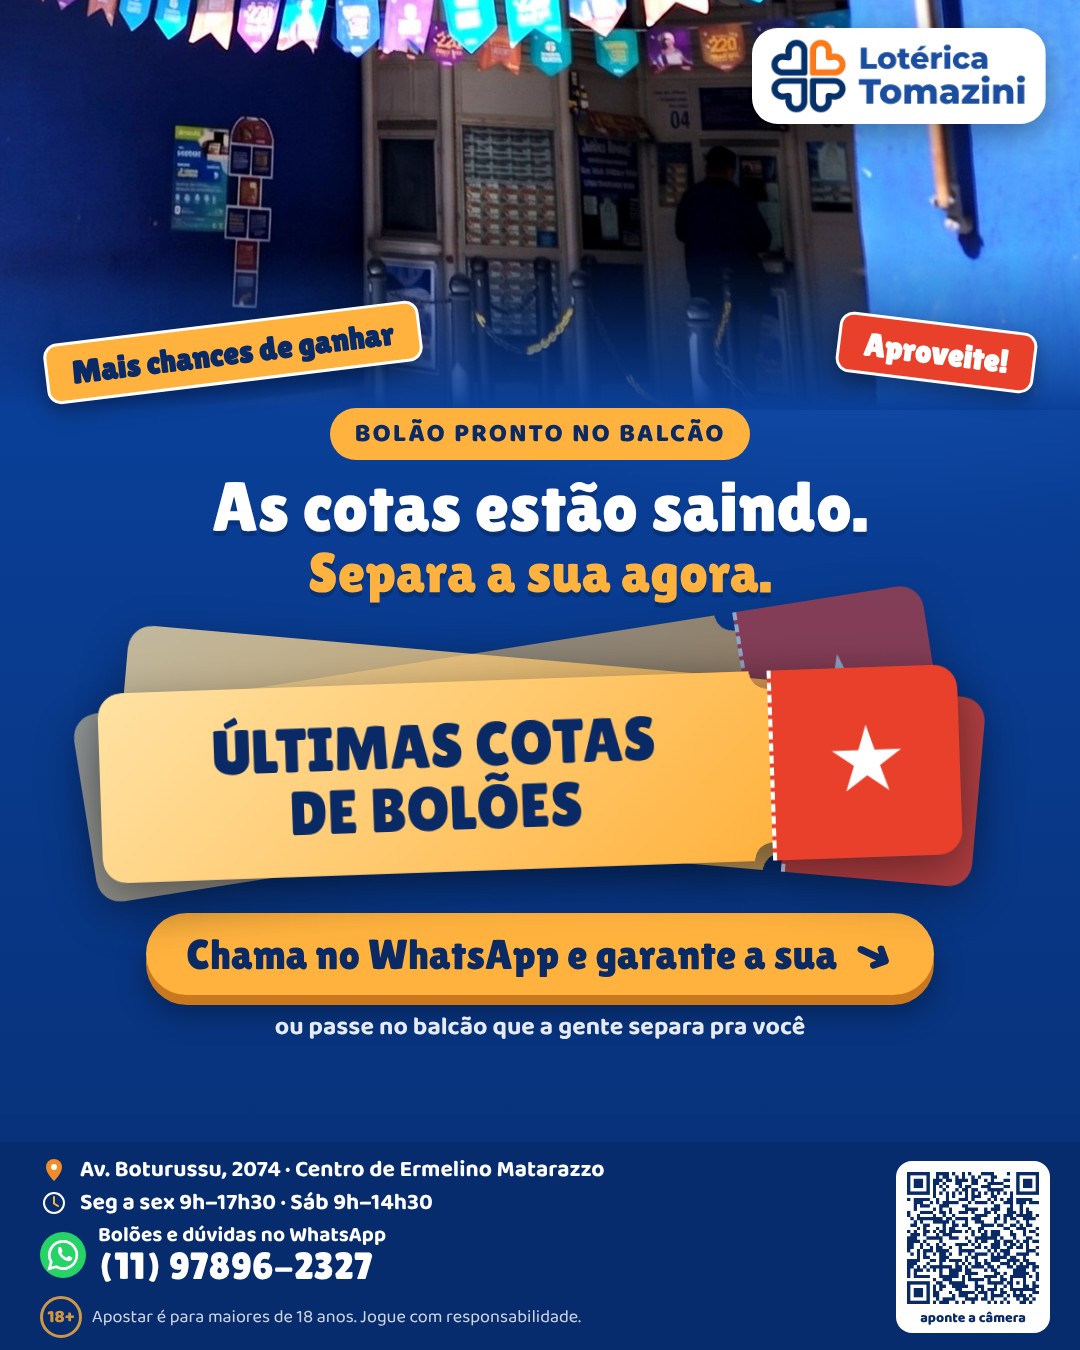 Lotérica
Tomazini
04
Mais chances de ganhar
Aproveite!
BOLÃO PRONTO NO BALCÃO
As cotas estão saindo.
Separa a sua agora.
ÚLTIMAS COTAS
DE BOLÕES
Chama no WhatsApp e garante a sua
ou passe no balcão que a gente separa pra você
Av. Boturussu, 2074 · Centro de Ermelino Matarazzo
Seg a sex 9h–17h30 · Sáb 9h–14h30
Bolões e dúvidas no WhatsApp
(11) 97896–2327
18+ Apostar é para maiores de 18 anos. Jogue com responsabilidade.
aponte a câmera